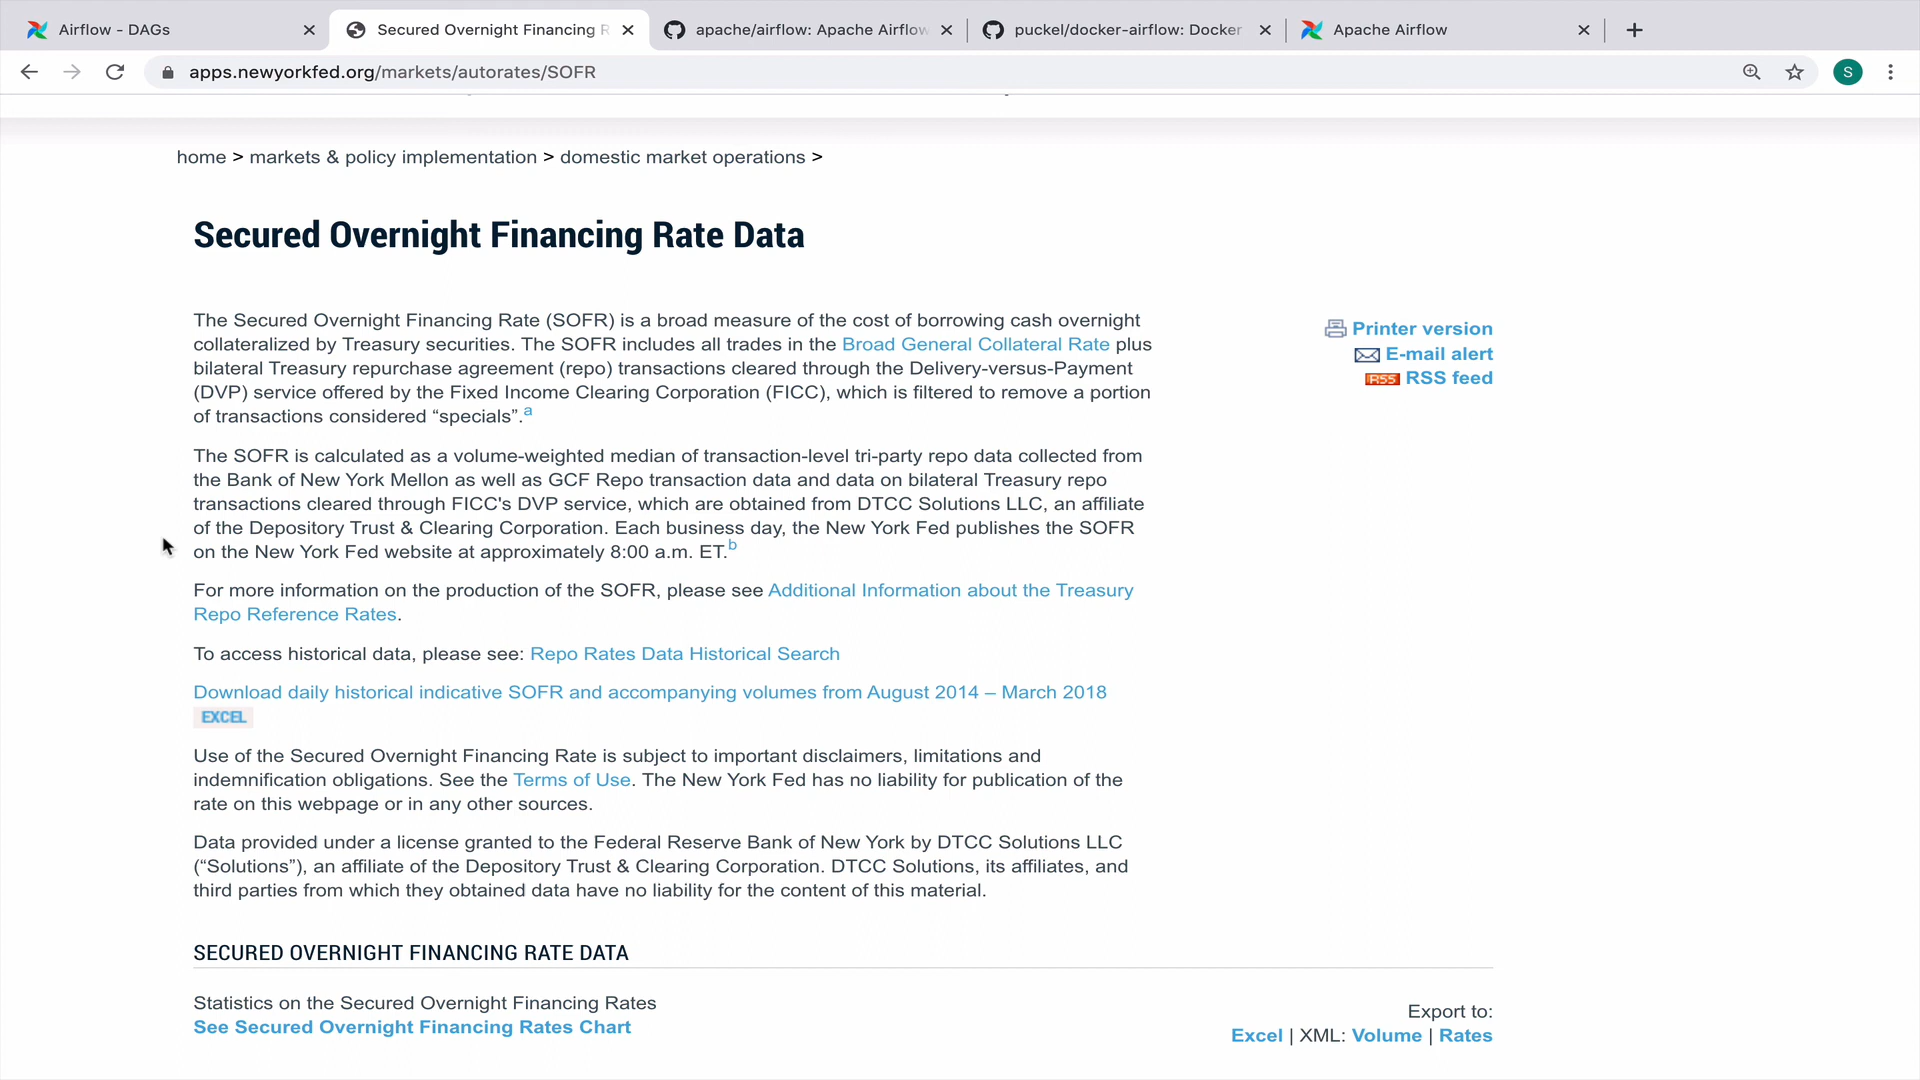 Airflow - DAGs
Secured Overnight Financing R
apache/airflow: Apache Airflow
puckel/docker-airflow: Docker
Apache Airflow
apps.newyorkfed.org/markets/autorates/SOFR
S
home > markets & policy implementation > domestic market operations >
Secured Overnight Financing Rate Data
The Secured Overnight Financing Rate (SOFR) is a broad measure of the cost of borrowing cash overnight
collateralized by Treasury securities. The SOFR includes all trades in the Broad General Collateral Rate plus
bilateral Treasury repurchase agreement (repo) transactions cleared through the Delivery-versus-Payment
(DVP) service offered by the Fixed Income Clearing Corporation (FICC), which is filtered to remove a portion
of transactions considered “specials”.a
Printer version
E-mail alert
RSS RSS feed
The SOFR is calculated as a volume-weighted median of transaction-level tri-party repo data collected from
the Bank of New York Mellon as well as GCF Repo transaction data and data on bilateral Treasury repo
transactions cleared through FICC's DVP service, which are obtained from DTCC Solutions LLC, an affiliate
of the Depository Trust & Clearing Corporation. Each business day, the New York Fed publishes the SOFR
on the New York Fed website at approximately 8:00 a.m. ET.b
For more information on the production of the SOFR, please see Additional Information about the Treasury
Repo Reference Rates.
To access historical data, please see: Repo Rates Data Historical Search
Download daily historical indicative SOFR and accompanying volumes from August 2014 – March 2018
EXCEL
Use of the Secured Overnight Financing Rate is subject to important disclaimers, limitations and
indemnification obligations. See the Terms of Use. The New York Fed has no liability for publication of the
rate on this webpage or in any other sources.
Data provided under a license granted to the Federal Reserve Bank of New York by DTCC Solutions LLC
(“Solutions”), an affiliate of the Depository Trust & Clearing Corporation. DTCC Solutions, its affiliates, and
third parties from which they obtained data have no liability for the content of this material.
SECURED OVERNIGHT FINANCING RATE DATA
Statistics on the Secured Overnight Financing Rates
See Secured Overnight Financing Rates Chart
Export to:
Excel | XML: Volume | Rates